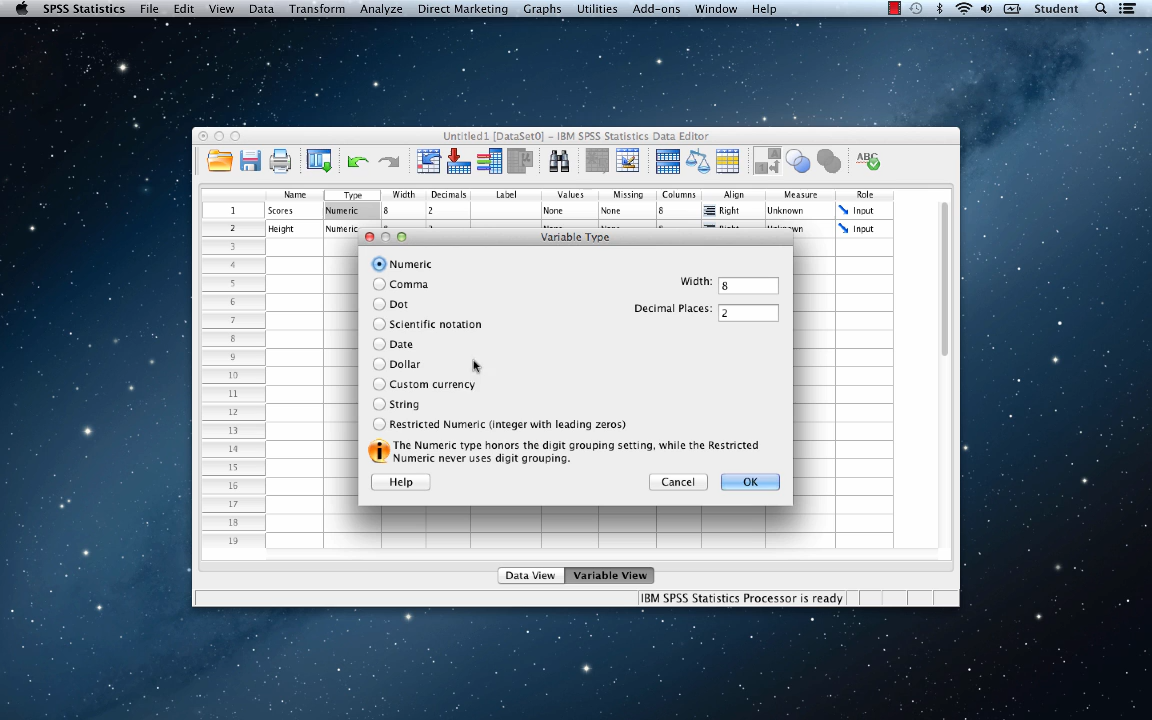 SPSS Statistics File Edit View Data Transform Analyze Direct Marketing Graphs Utilities Add-ons Window Help Student
Untitled1 [DataSet0] - IBM SPSS Statistics Data Editor
Name Type Width Decimals Label Values Missing Columns Align Measure Role
1 Scores Numeric 8 2 None None 8 Right Unknown Input
2 Height Numeric Input
Variable Type
3
4
5
6
7
8
9
10
11
12
13
14
15
16
17
18
19
Numeric
Comma
Dot
Scientific notation
Date
Dollar
Custom currency
String
Restricted Numeric (integer with leading zeros)
Width: 8
Decimal Places: 2
The Numeric type honors the digit grouping setting, while the Restricted
Numeric never uses digit grouping.
Help Cancel OK
Data View Variable View
IBM SPSS Statistics Processor is ready